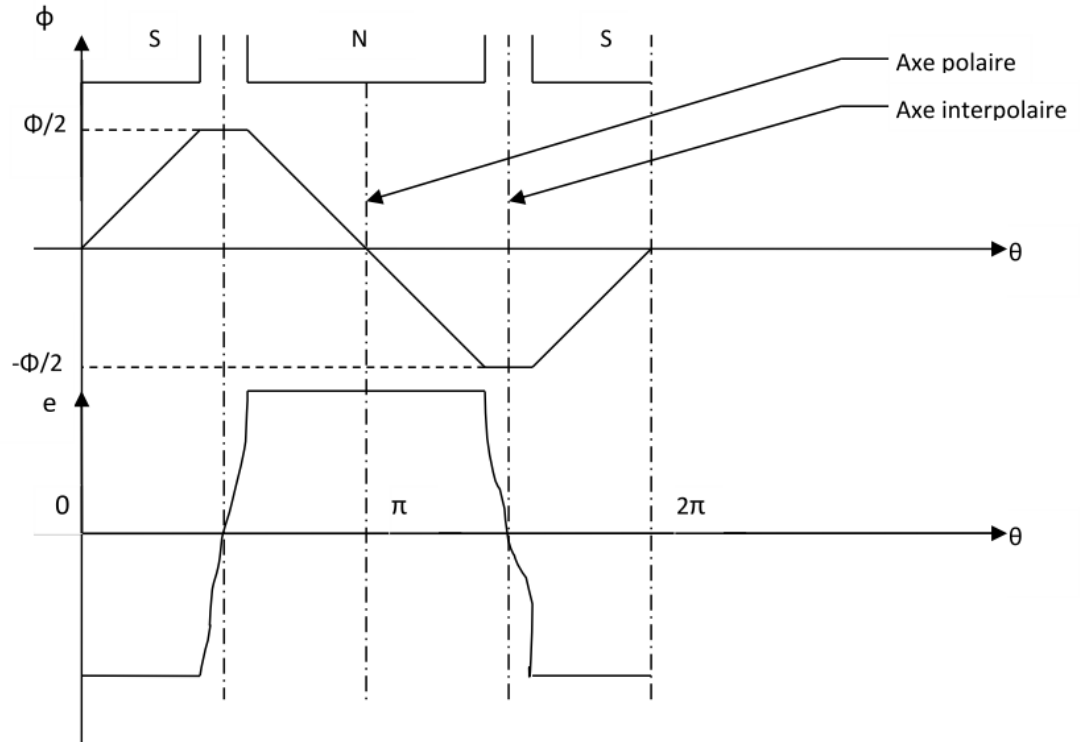 ϕ
S
N
S
Axe polaire
Axe interpolaire
Φ/2
θ
-Φ/2
e
0
π
2π
θ